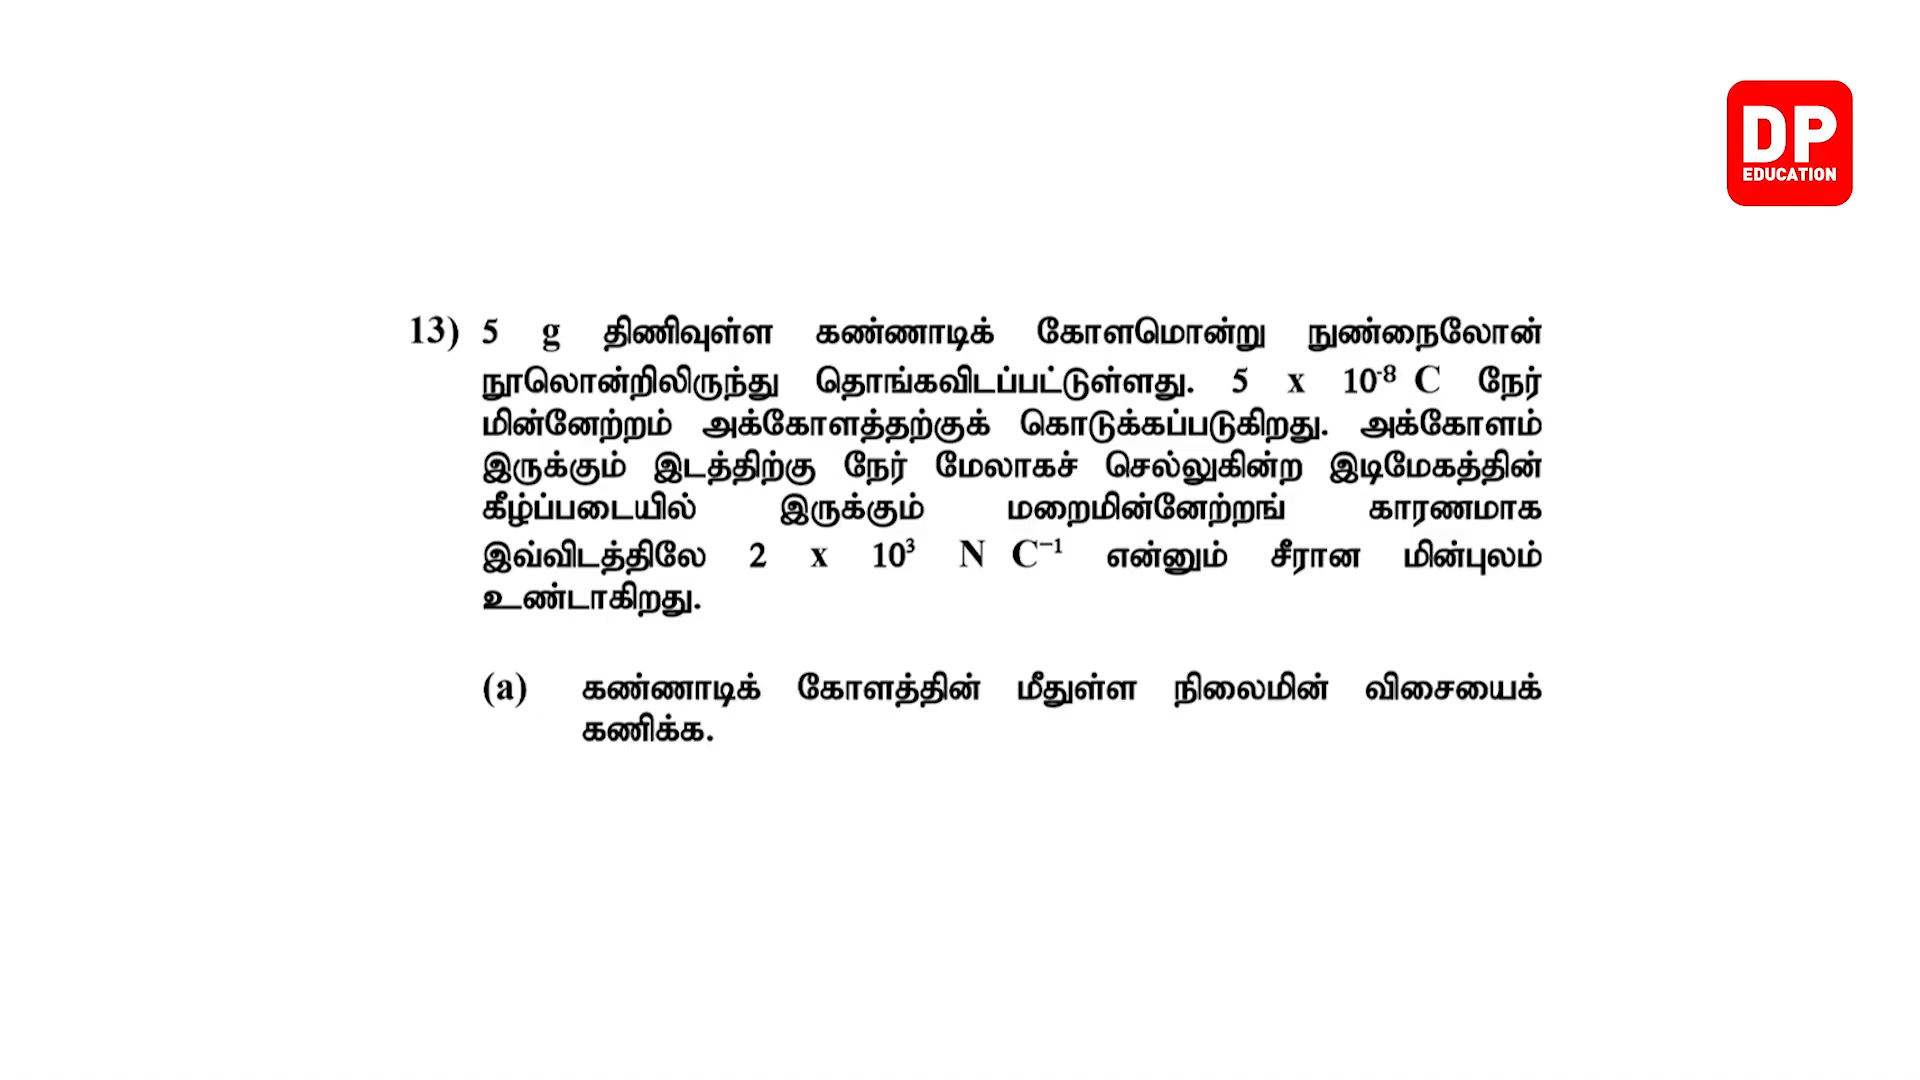 DP
EDUCATION
13) 5 g திணிவுள்ள கண்ணாடிக் கோளமொன்று நுண்நைலோன்
நூலொன்றிலிருந்து தொங்கவிடப்பட்டுள்ளது. 5 x 10⁻⁸ C நேர்
மின்னேற்றம் அக்கோளத்தற்குக் கொடுக்கப்படுகிறது. அக்கோளம்
இருக்கும் இடத்திற்கு நேர் மேலாகச் செல்லுகின்ற இடிமேகத்தின்
கீழ்ப்படையில் இருக்கும் மறைமின்னேற்றங் காரணமாக
இவ்விடத்திலே 2 x 10³ N C⁻¹ என்னும் சீரான மின்புலம்
உண்டாகிறது.
(a) கண்ணாடிக் கோளத்தின் மீதுள்ள நிலைமின் விசையைக்
கணிக்க.